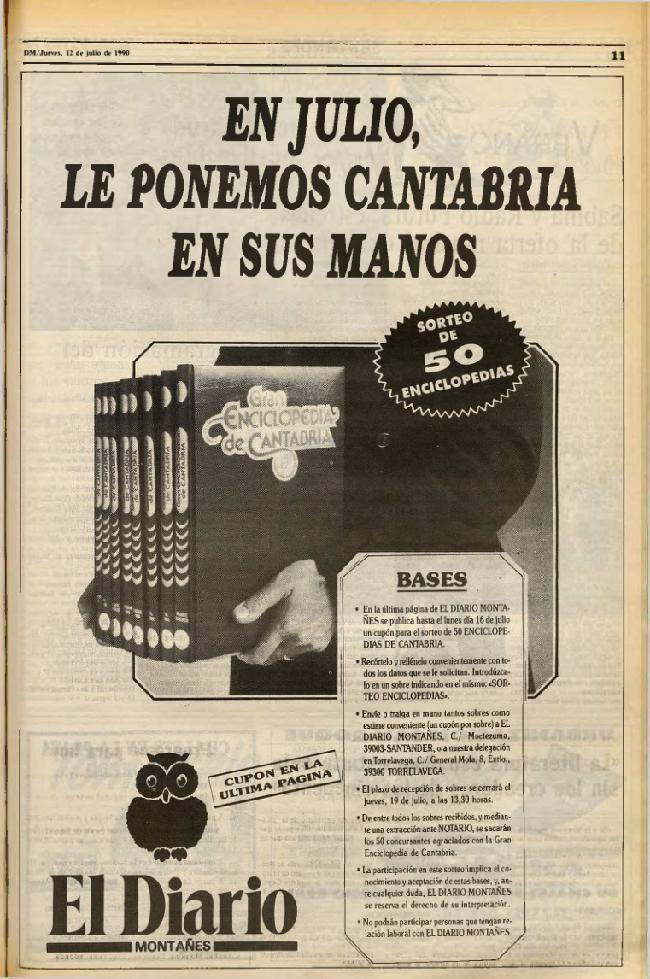 DM/Jueves, 12 de julio de 1990
11
EN JULIO,
LE PONEMOS CANTABRIA
EN SUS MANOS
SORTEO
DE
50
ENCICLOPEDIAS
Gran
ENCICLOPEDIA
de CANTABRIA
BASES
• En la última página de EL DIARIO MONTA-
ÑES se publica hasta el lunes día 16 de julio
un cupón para el sorteo de 50 ENCICLOPE-
DIAS DE CANTABRIA.
• Recórtelo y rellénelo convenientemente con to-
dos los datos que se le solicitan. Introdúzca-
lo en un sobre indicando en el mismo: «SOR-
TEO ENCICLOPEDIAS».
• Envíe o traiga en mano tantos sobres como
estime conveniente (un cupón por sobre) a EL
DIARIO MONTAÑES, C./ Moctezuma,
39003-SANTANDER, o a nuestra delegación
en Torrelavega, C./ General Mola, 8, Entlo.,
39300 TORRELAVEGA.
• El plazo de recepción de sobres se cerrará el
jueves, 19 de julio, a las 13,30 horas.
• De entre todos los sobres recibidos, y median-
te una extracción ante NOTARIO, se sacarán
los 50 concursantes agraciados con la Gran
Enciclopedia de Cantabria.
• La participación en este sorteo implica el co-
nocimiento y aceptación de estas bases, y, an-
te cualquier duda, EL DIARIO MONTAÑES
se reserva el derecho de su interpretación.
• No podrán participar personas que tengan re-
lación laboral con EL DIARIO MONTAÑES
CUPON EN LA
ULTIMA PAGINA
El Diario
MONTAÑES